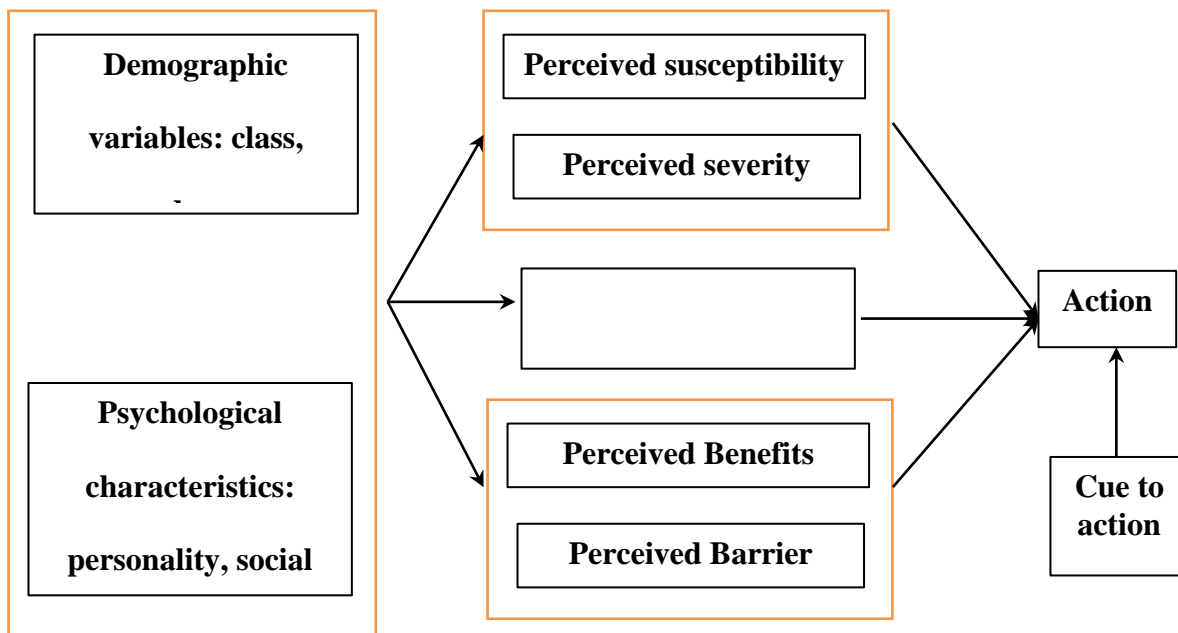 Demographic
variables: class,
Psychological
characteristics:
personality, social
Perceived susceptibility
Perceived severity
Perceived Benefits
Perceived Barrier
Action
Cue to
action